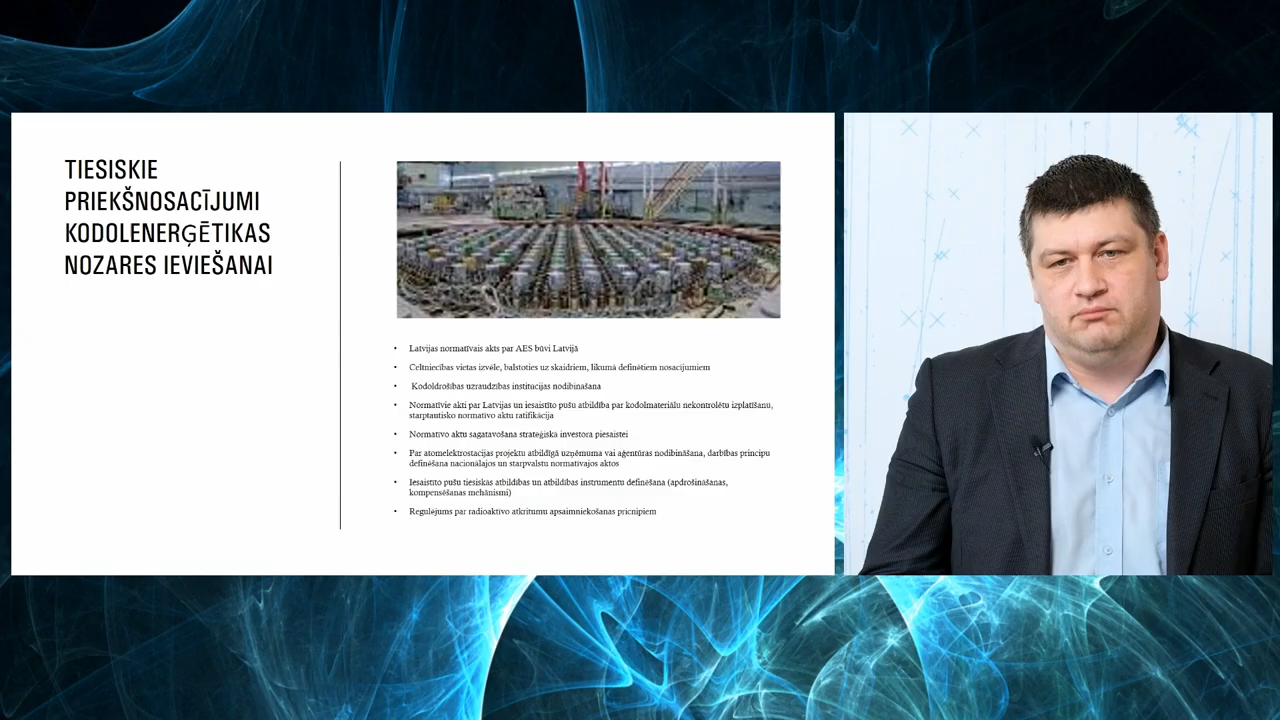 TIESISKIE
PRIEKŠNOSACĪJUMI
KODOLENERĢĒTIKAS
NOZARES IEVIEŠANAI
• Latvijas normatīvais akts par AES būvi Latvijā
• Celtniecības vietas izvēle, balstoties uz skaidriem, likumā definētiem nosacījumiem
• Kodoldrošības uzraudzības institūcijas nodibināšana
• Normatīvie akti par Latvijas un iesaistīto pušu atbildība par kodolmateriālu nekontrolētu izplatīšanu,
starptautisko normatīvo aktu ratifikācija
• Normatīvo aktu sagatavošana stratēģiskā investora piesaistei
• Par atomelektrostacijas projektu atbildīgā uzņēmuma vai aģentūras nodibināšana, darbības principu
definēšana nacionālajos un starpvalstu normatīvajos aktos
• Iesaistīto pušu tiesiskās atbildības un atbildības instrumentu definēšana (apdrošināšanas,
kompensēšanas mehānismi)
• Regulējums par radioaktīvo atkritumu apsaimniekošanas pricnipiem